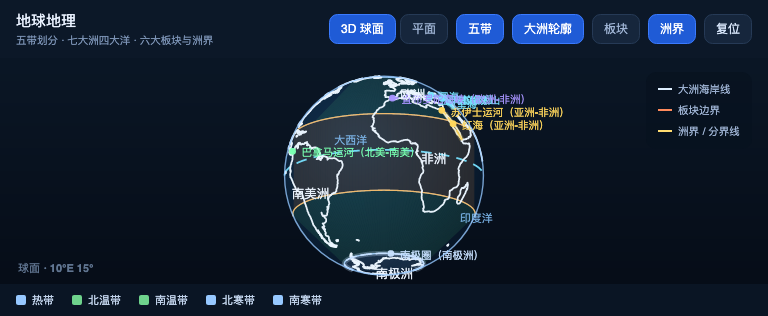 地球地理
五带划分 · 七大洲四大洋 · 六大板块与洲界
3D 球面
平面
五带
大洲轮廓
板块
洲界
复位
大洲海岸线
板块边界
洲界 / 分界线
欧洲
苏伊士运河（亚洲-非洲）
红海（亚洲-非洲）
大西洋
巴拿马运河（北美-南美）
非洲
南美洲
印度洋
南极圈（南极洲）
南极洲
球面 · 10°E 15°
热带
北温带
南温带
北寒带
南寒带